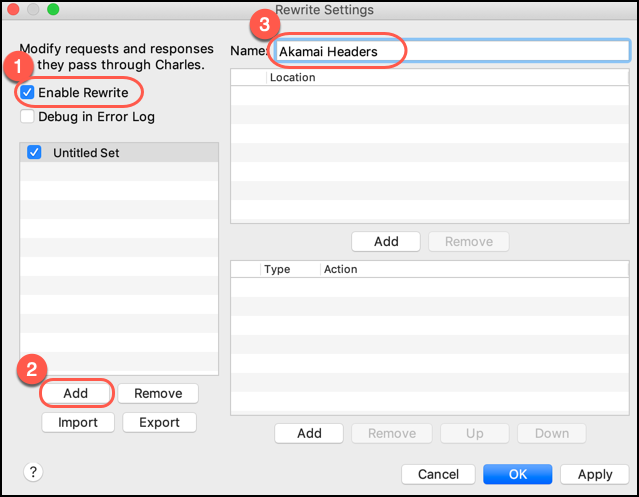 Rewrite Settings
3
Modify requests and responses
they pass through Charles.
1
Enable Rewrite
Debug in Error Log
Untitled Set
2
Add
Remove
Import
Export
?
Name:
Akamai Headers
Location
Add
Remove
Type
Action
Add
Remove
Up
Down
Cancel
OK
Apply